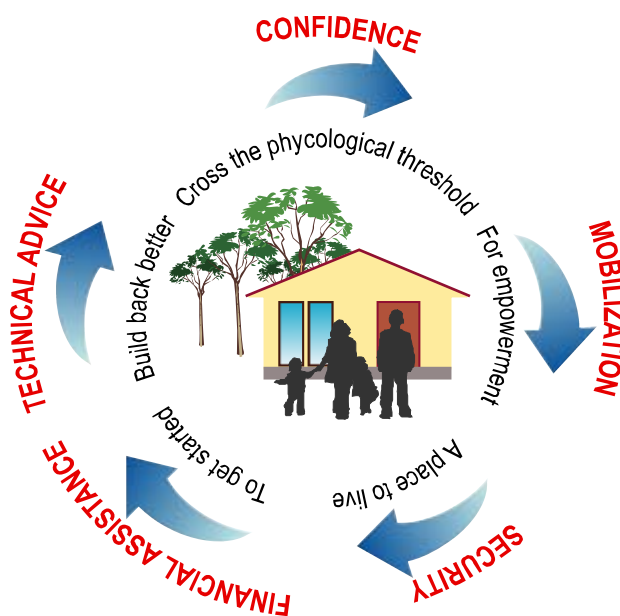 CONFIDENCE
Cross the phycological threshold
MOBILIZATION
For empowerment
SECURITY
A place to live
FINANCIAL ASSISTANCE
To get started
TECHNICAL ADVICE
Build back better